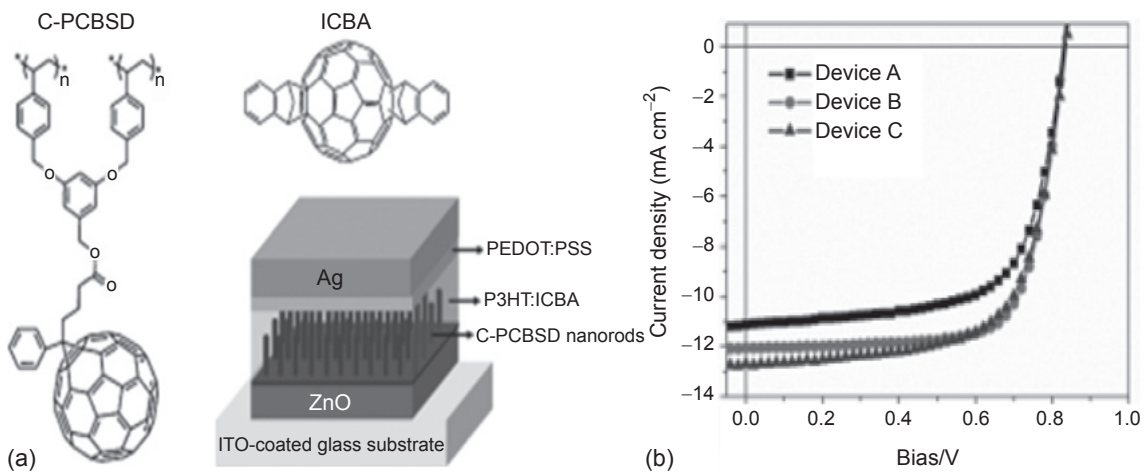 C-PCBSD
ICBA
n
n
O
O
O
O
Ag
PEDOT:PSS
P3HT:ICBA
C-PCBSD nanorods
ZnO
ITO-coated glass substrate
(a)
Device A
Device B
Device C
Current density (mA cm⁻²)
0
−2
−4
−6
−8
−10
−12
−14
0.0
0.2
0.4
0.6
0.8
1.0
Bias/V
(b)